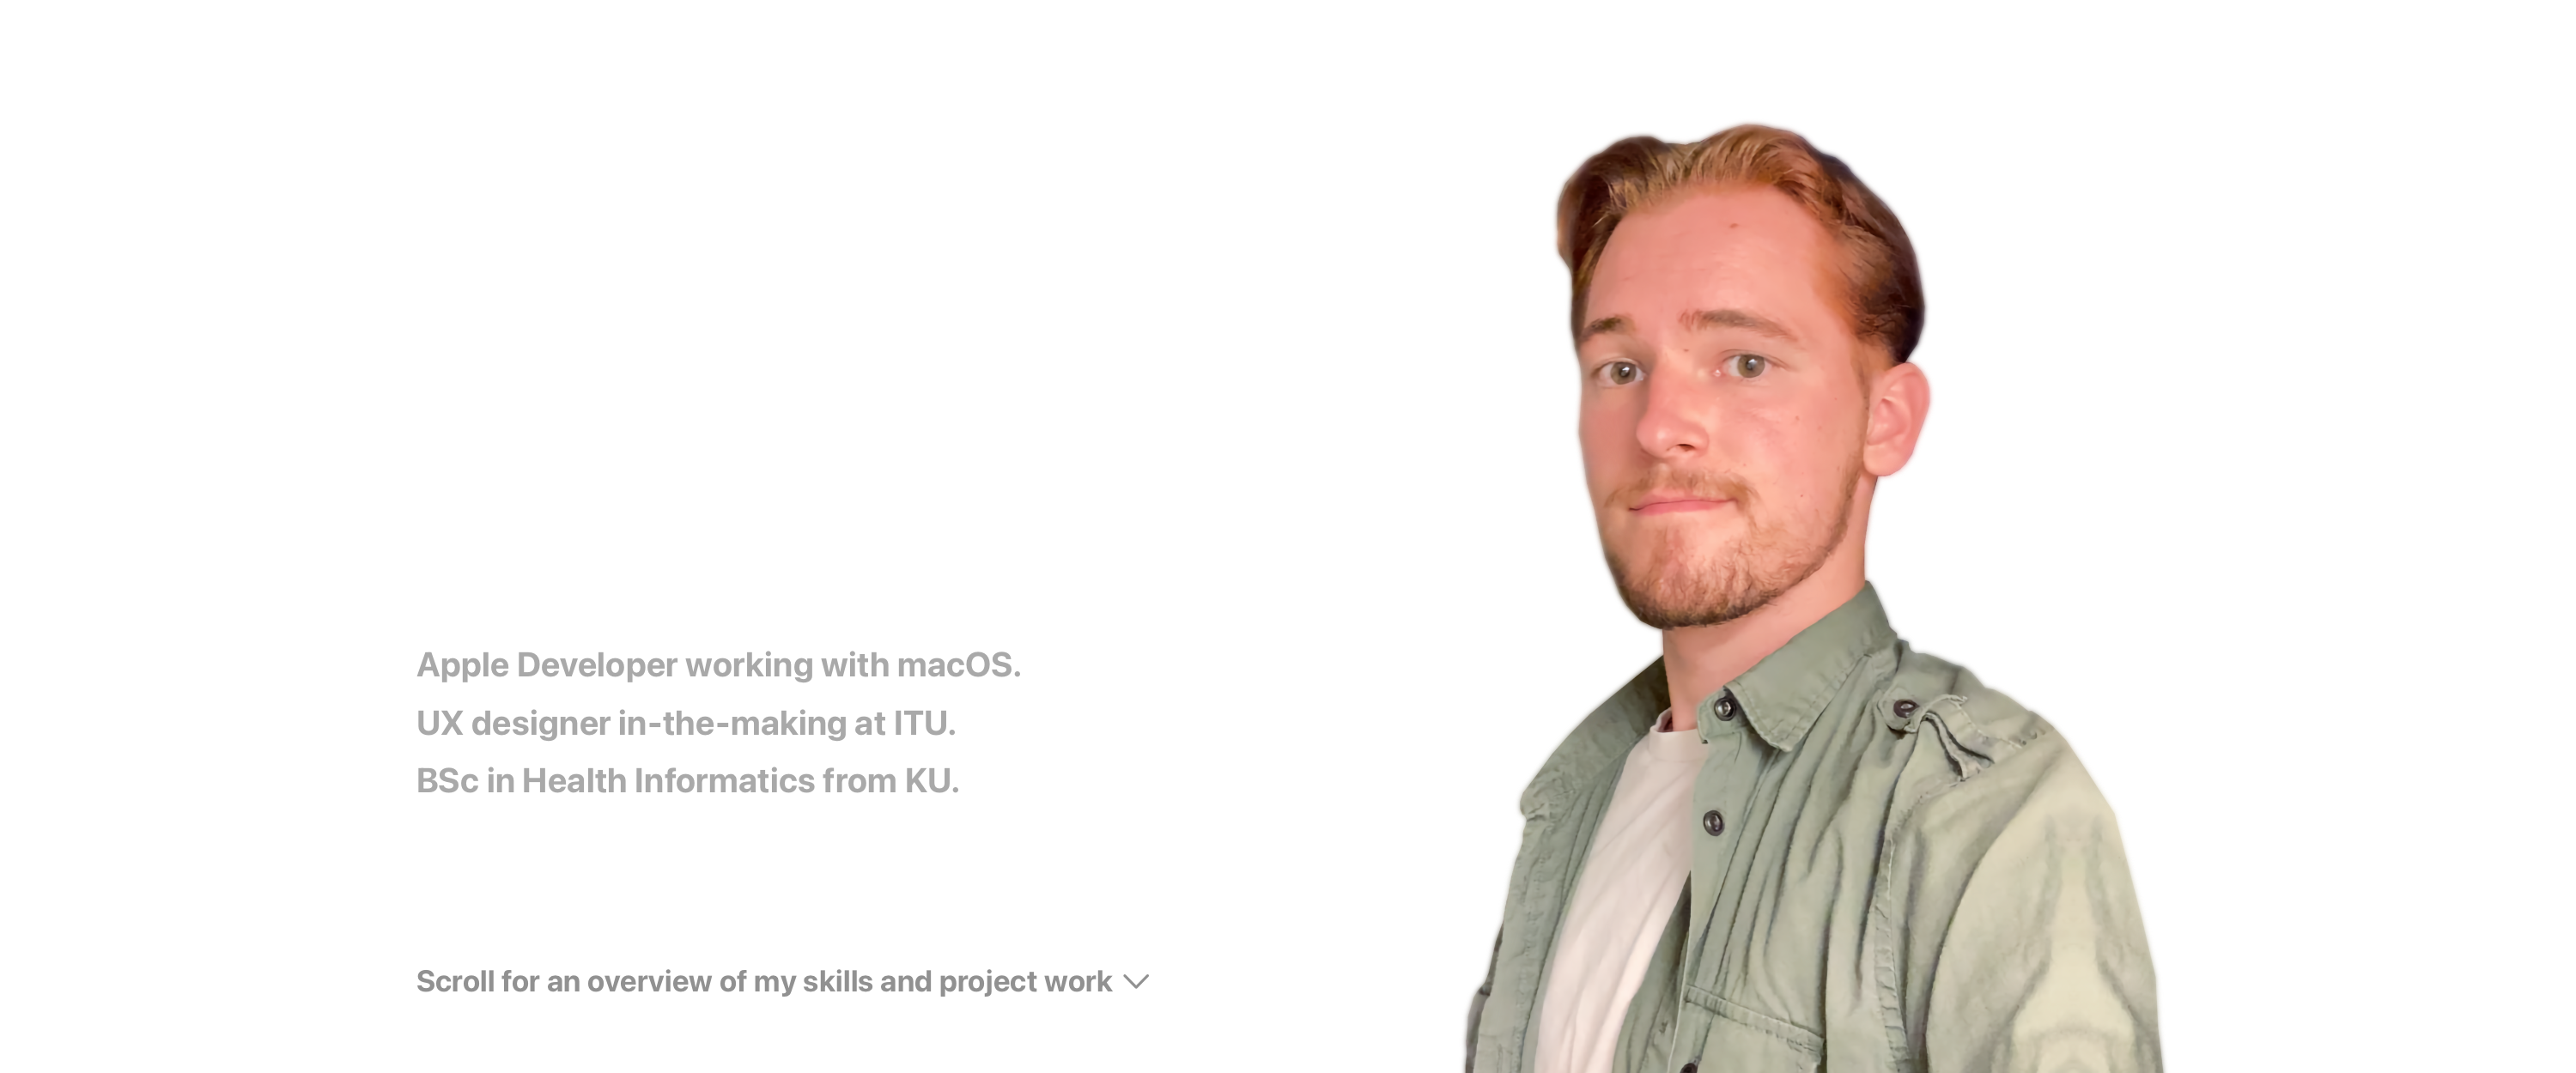 Apple Developer working with macOS.
UX designer in-the-making at ITU.
BSc in Health Informatics from KU.
Scroll for an overview of my skills and project work